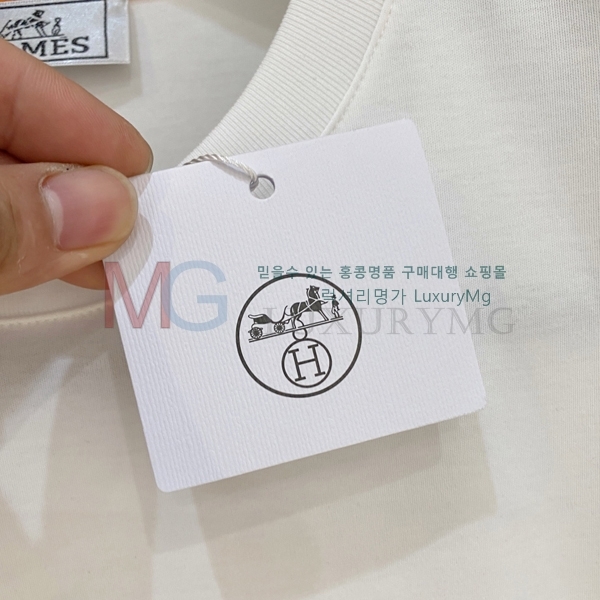 RMES
MG
믿을수 있는 홍콩명품 구매대행 쇼핑몰
럭셔리명가 LuxuryMg
LUXURYMG
H